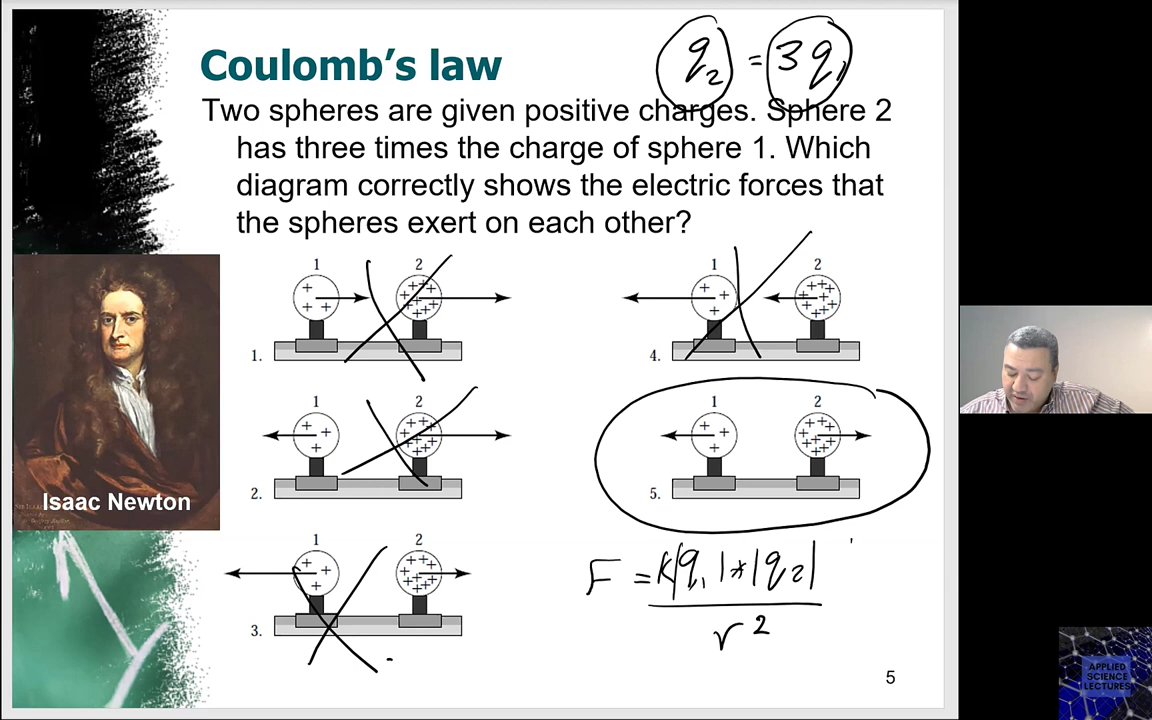 Coulomb's law
q₂ = 3q₁
Two spheres are given positive charges. Sphere 2
has three times the charge of sphere 1. Which
diagram correctly shows the electric forces that
the spheres exert on each other?
1 2
1.
1 2
4.
1 2
2.
1 2
5.
1 2
3.
Isaac Newton
F = K|q₁|*|q₂|
r²
5
APPLIED
SCIENCE
LECTURES